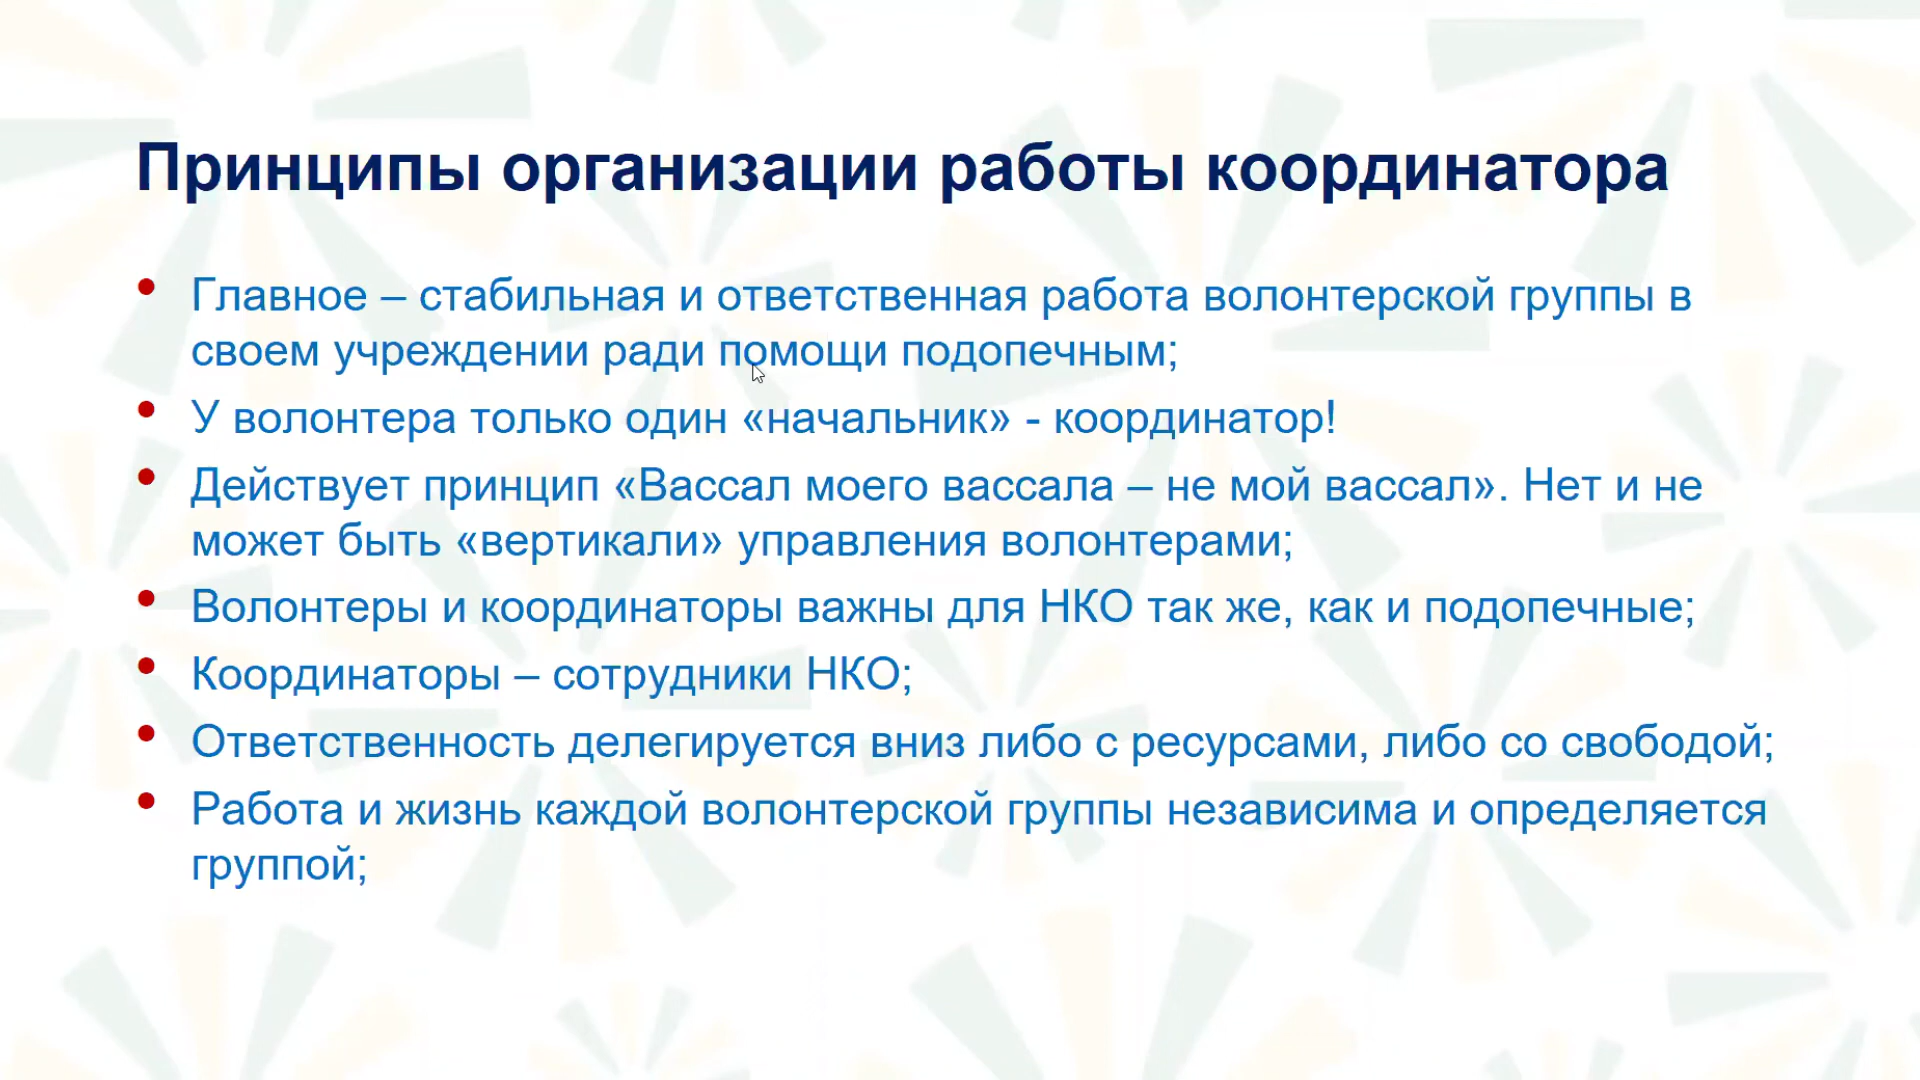 Принципы организации работы координатора
• Главное – стабильная и ответственная работа волонтерской группы в
своем учреждении ради помощи подопечным;
• У волонтера только один «начальник» - координатор!
• Действует принцип «Вассал моего вассала – не мой вассал». Нет и не
может быть «вертикали» управления волонтерами;
• Волонтеры и координаторы важны для НКО так же, как и подопечные;
• Координаторы – сотрудники НКО;
• Ответственность делегируется вниз либо с ресурсами, либо со свободой;
• Работа и жизнь каждой волонтерской группы независима и определяется
группой;